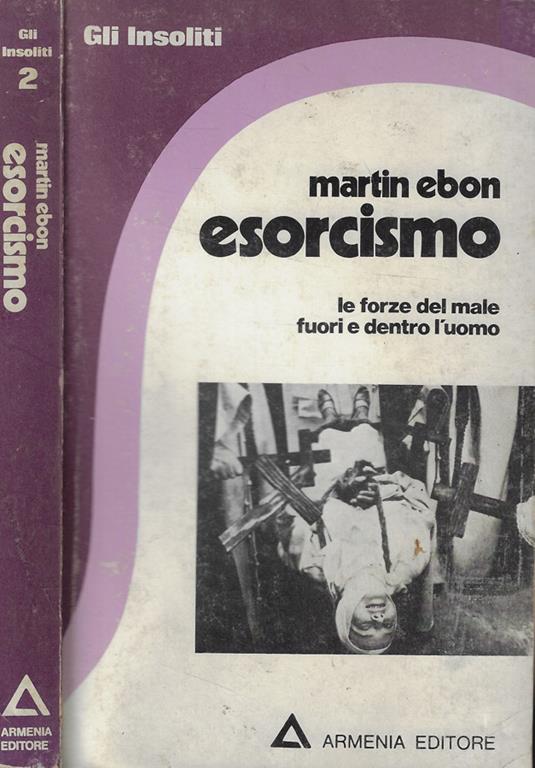 Gli
Insoliti
2
martin ebon
esorcismo
ARMENIA
EDITORE
Gli Insoliti
martin ebon
esorcismo
le forze del male
fuori e dentro l'uomo
ARMENIA EDITORE